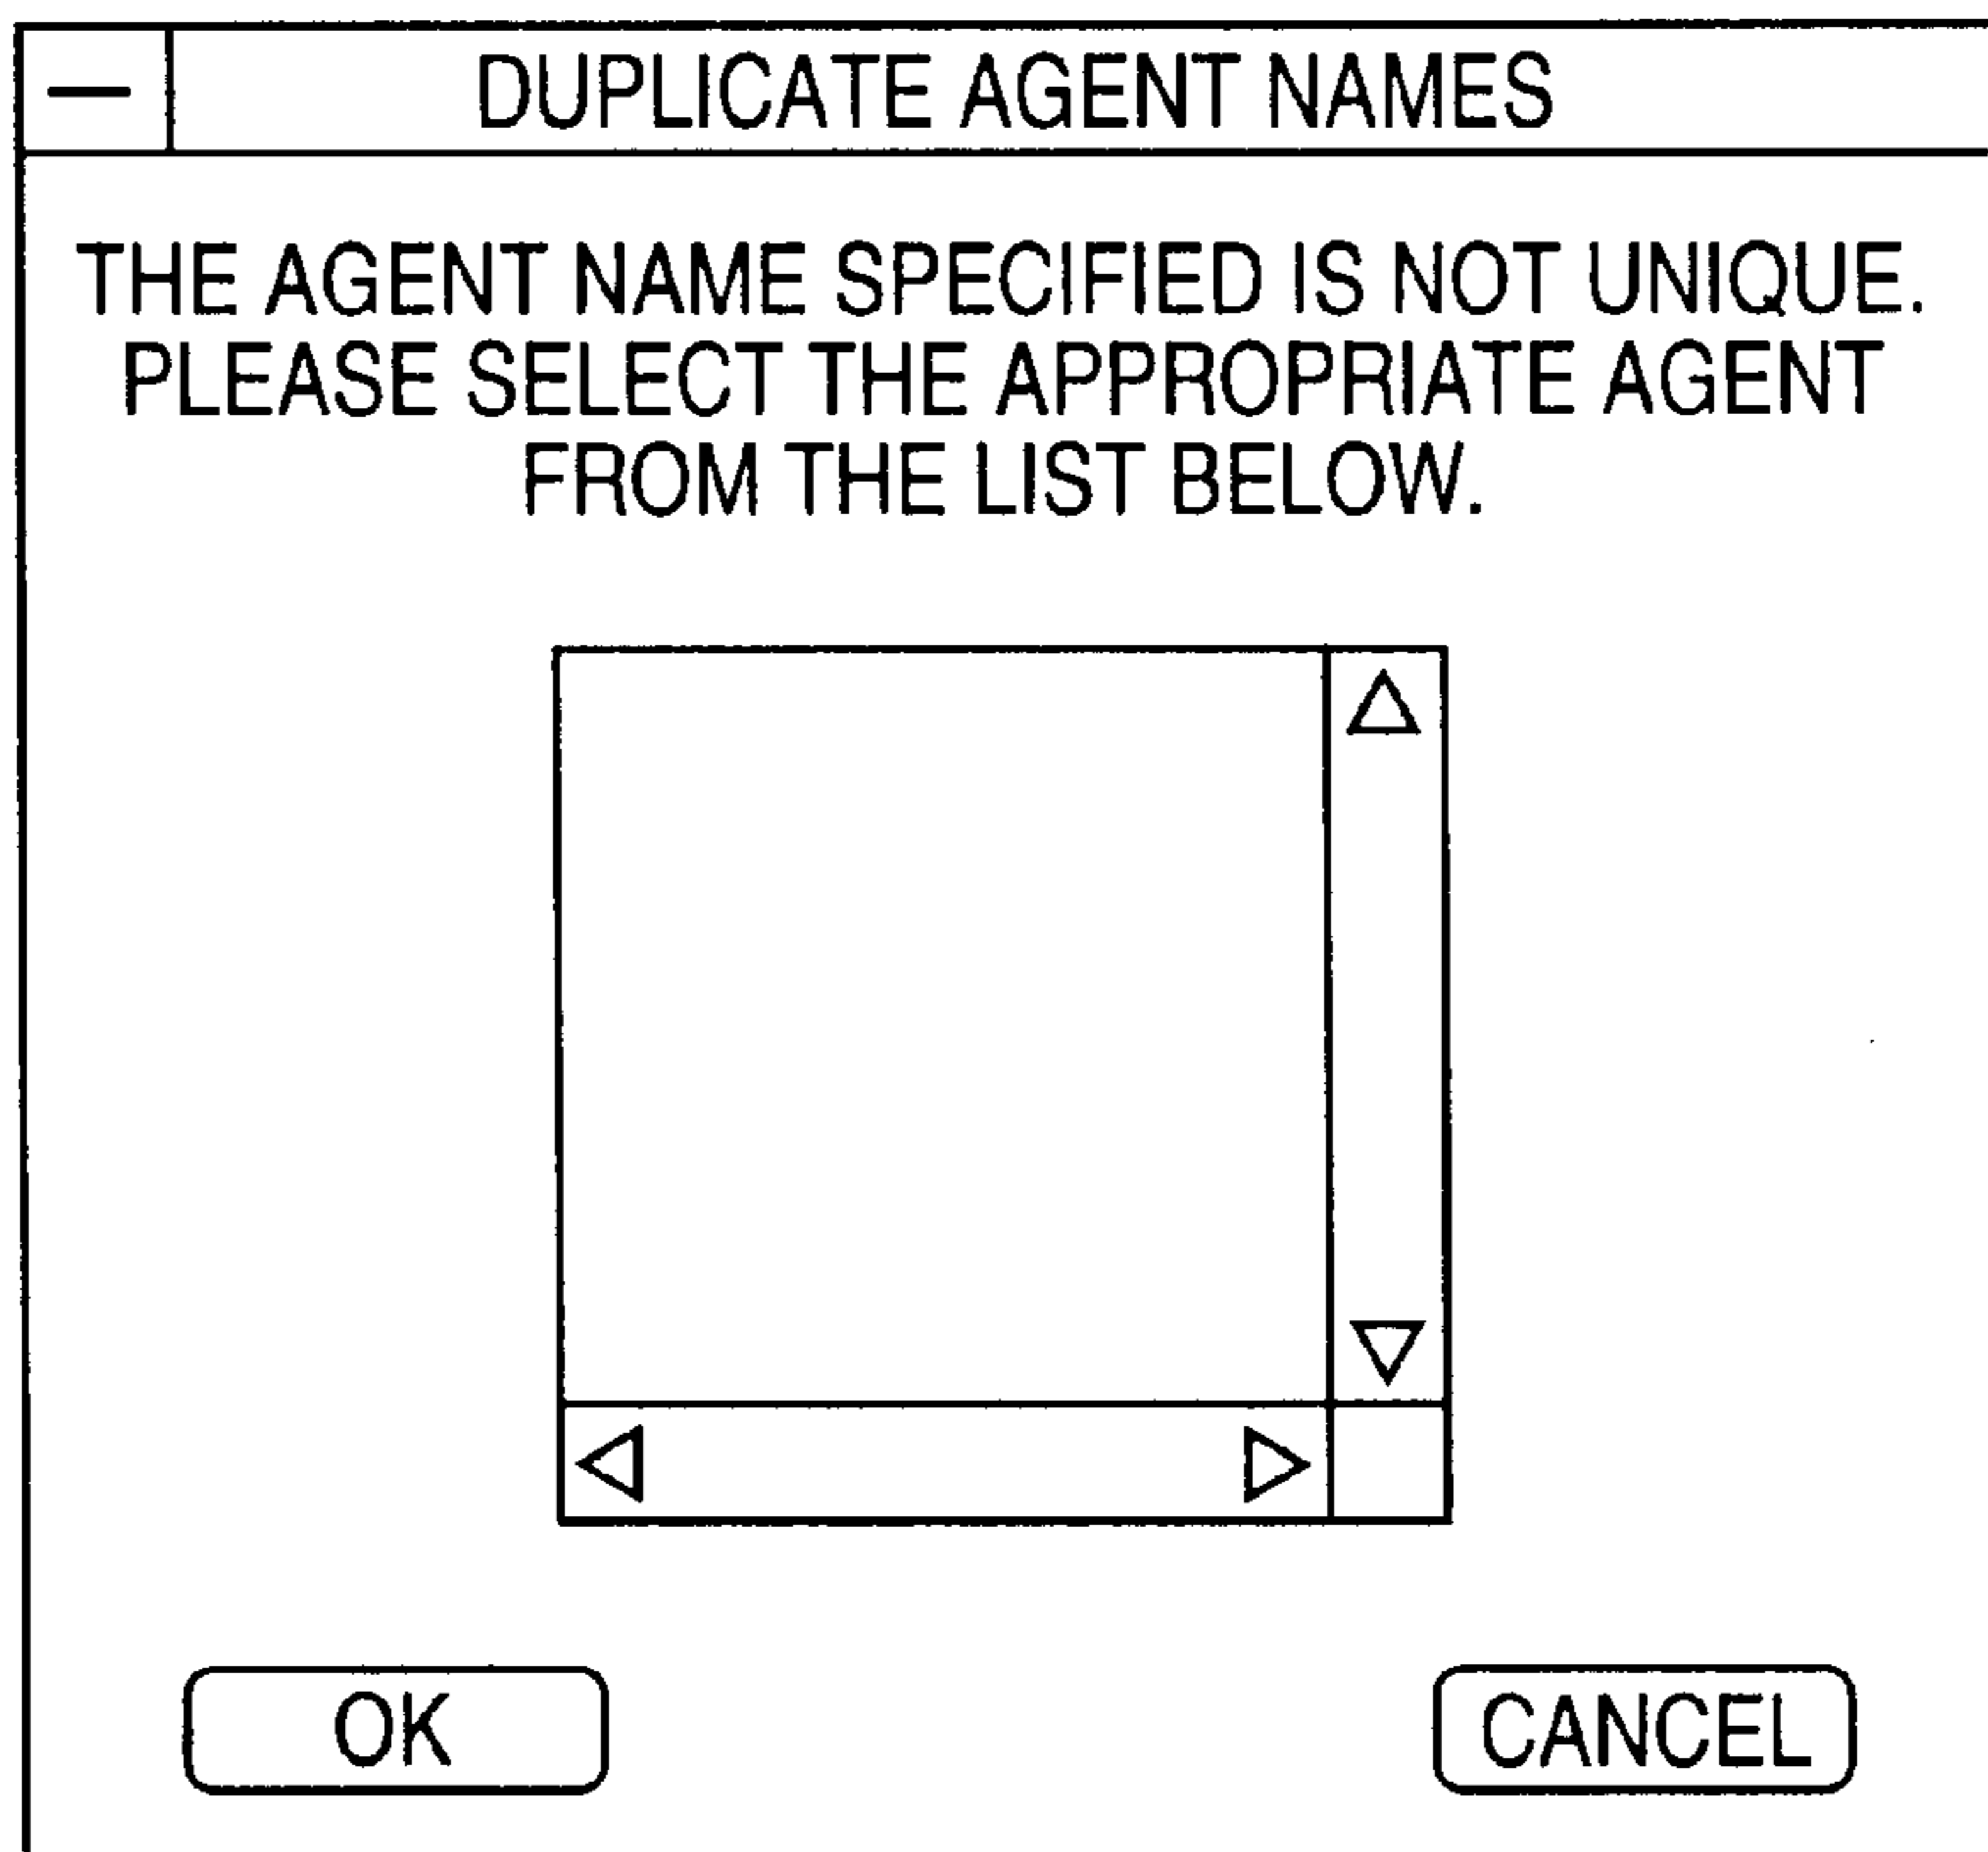 DUPLICATE AGENT NAMES
THE AGENT NAME SPECIFIED IS NOT UNIQUE.
PLEASE SELECT THE APPROPRIATE AGENT
FROM THE LIST BELOW.
OK
CANCEL